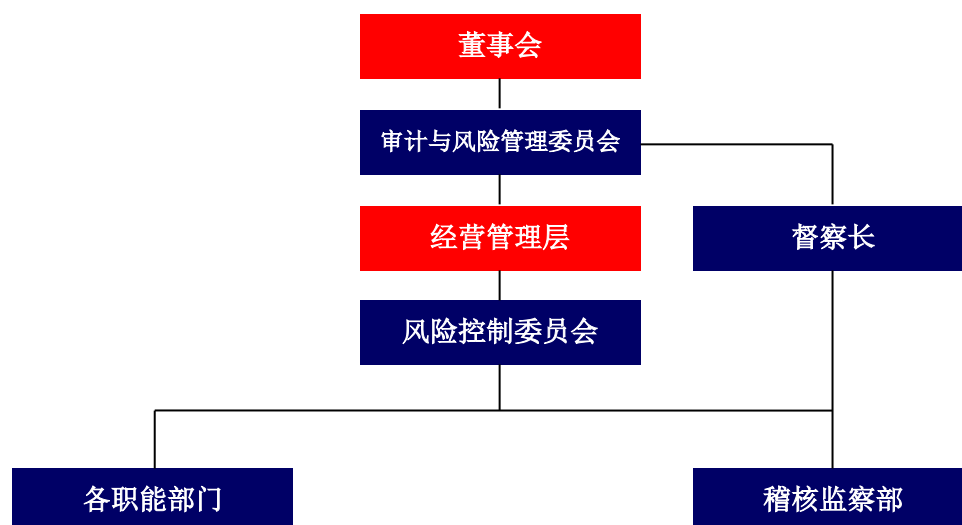 董事会
审计与风险管理委员会
经营管理层
督察长
风险控制委员会
各职能部门
稽核监察部